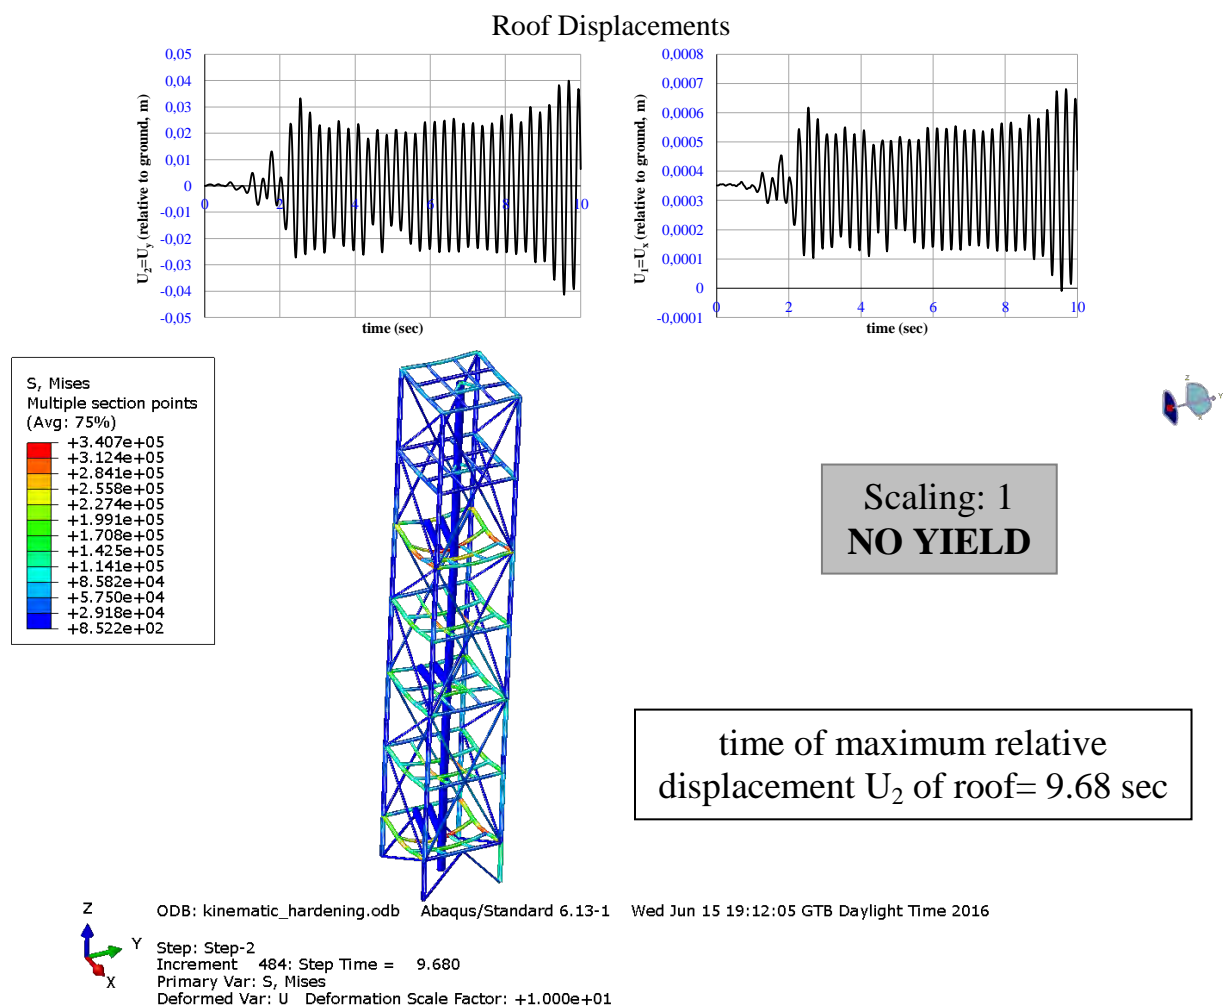 Roof Displacements
0,05
0,04
0,03
0,02
0,01
0
-0,01
-0,02
-0,03
-0,04
-0,05
0
2
4
6
8
10
U2=Uy (relative to ground, m)
time (sec)
0,0008
0,0007
0,0006
0,0005
0,0004
0,0003
0,0002
0,0001
0
-0,0001
0
2
4
6
8
10
U1=Ux (relative to ground, m)
time (sec)
S, Mises
Multiple section points
(Avg: 75%)
+3.407e+05
+3.124e+05
+2.841e+05
+2.558e+05
+2.274e+05
+1.991e+05
+1.708e+05
+1.425e+05
+1.141e+05
+8.582e+04
+5.750e+04
+2.918e+04
+8.522e+02
Z
Y
X
Scaling: 1
NO YIELD
time of maximum relative
displacement U2 of roof= 9.68 sec
Z
Y
X
ODB: kinematic_hardening.odb Abaqus/Standard 6.13-1 Wed Jun 15 19:12:05 GTB Daylight Time 2016
Step: Step-2
Increment 484: Step Time = 9.680
Primary Var: S, Mises
Deformed Var: U Deformation Scale Factor: +1.000e+01